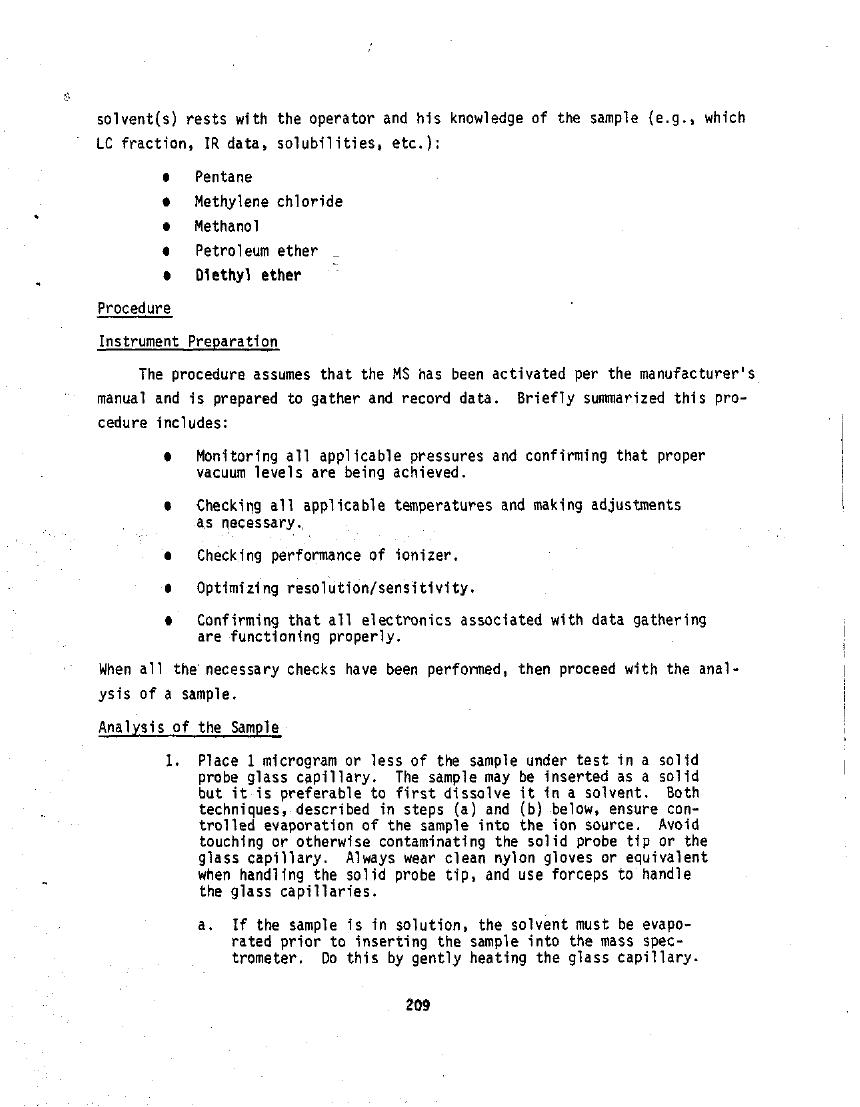 solvent(s) rests with the operator and his knowledge of the sample (e.g., which
LC fraction, IR data, solubilities, etc.):
• Pentane
• Methylene chloride
• Methanol
• Petroleum ether
• Diethyl ether
Procedure
Instrument Preparation
The procedure assumes that the MS has been activated per the manufacturer's
manual and is prepared to gather and record data. Briefly summarized this pro-
cedure includes:
• Monitoring all applicable pressures and confirming that proper
vacuum levels are being achieved.
• Checking all applicable temperatures and making adjustments
as necessary.
• Checking performance of ionizer.
• Optimizing resolution/sensitivity.
• Confirming that all electronics associated with data gathering
are functioning properly.
When all the necessary checks have been performed, then proceed with the anal-
ysis of a sample.
Analysis of the Sample
1. Place 1 microgram or less of the sample under test in a solid
probe glass capillary. The sample may be inserted as a solid
but it is preferable to first dissolve it in a solvent. Both
techniques, described in steps (a) and (b) below, ensure con-
trolled evaporation of the sample into the ion source. Avoid
touching or otherwise contaminating the solid probe tip or the
glass capillary. Always wear clean nylon gloves or equivalent
when handling the solid probe tip, and use forceps to handle
the glass capillaries.
a. If the sample is in solution, the solvent must be evapo-
rated prior to inserting the sample into the mass spec-
trometer. Do this by gently heating the glass capillary.
209